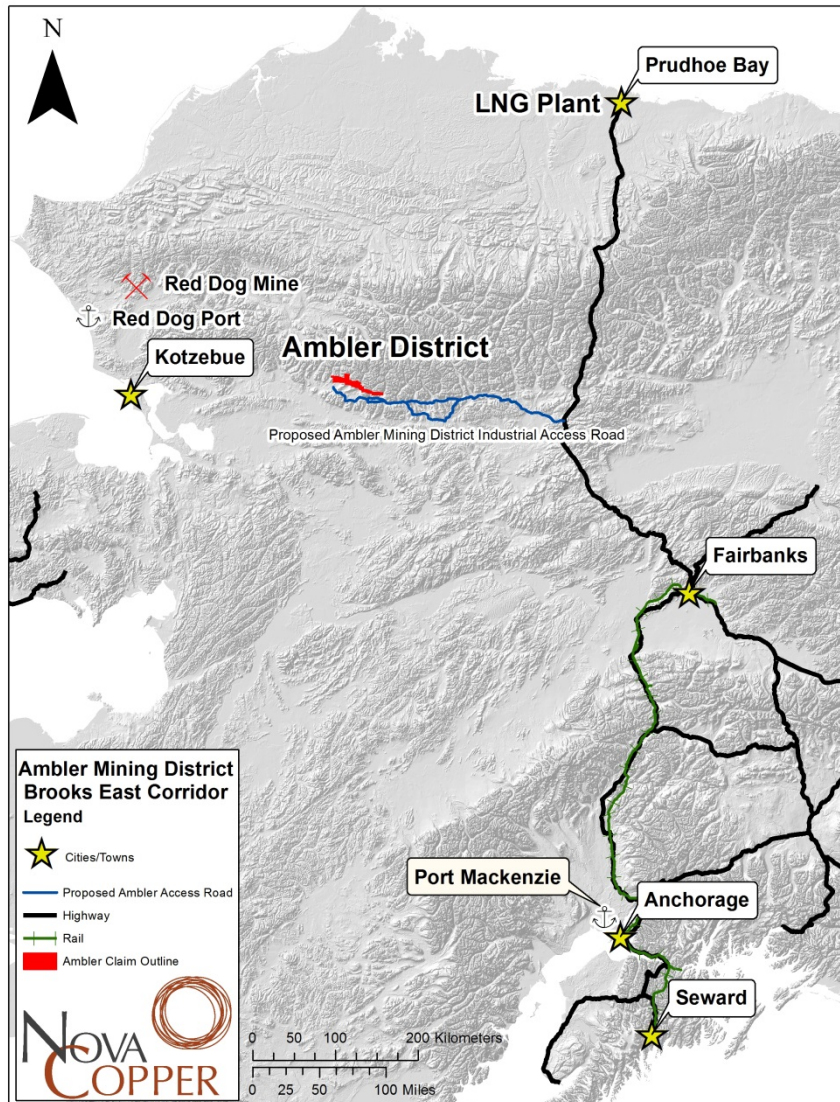 N
Prudhoe Bay
LNG Plant
Red Dog Mine
Red Dog Port
Kotzebue
Ambler District
Proposed Ambler Mining District Industrial Access Road
Fairbanks
Port Mackenzie
Anchorage
Seward
Ambler Mining District
Brooks East Corridor
Legend
Cities/Towns
Proposed Ambler Access Road
Highway
Rail
Ambler Claim Outline
NOVA
COPPER
0 50 100 200 Kilometers
0 25 50 100 Miles